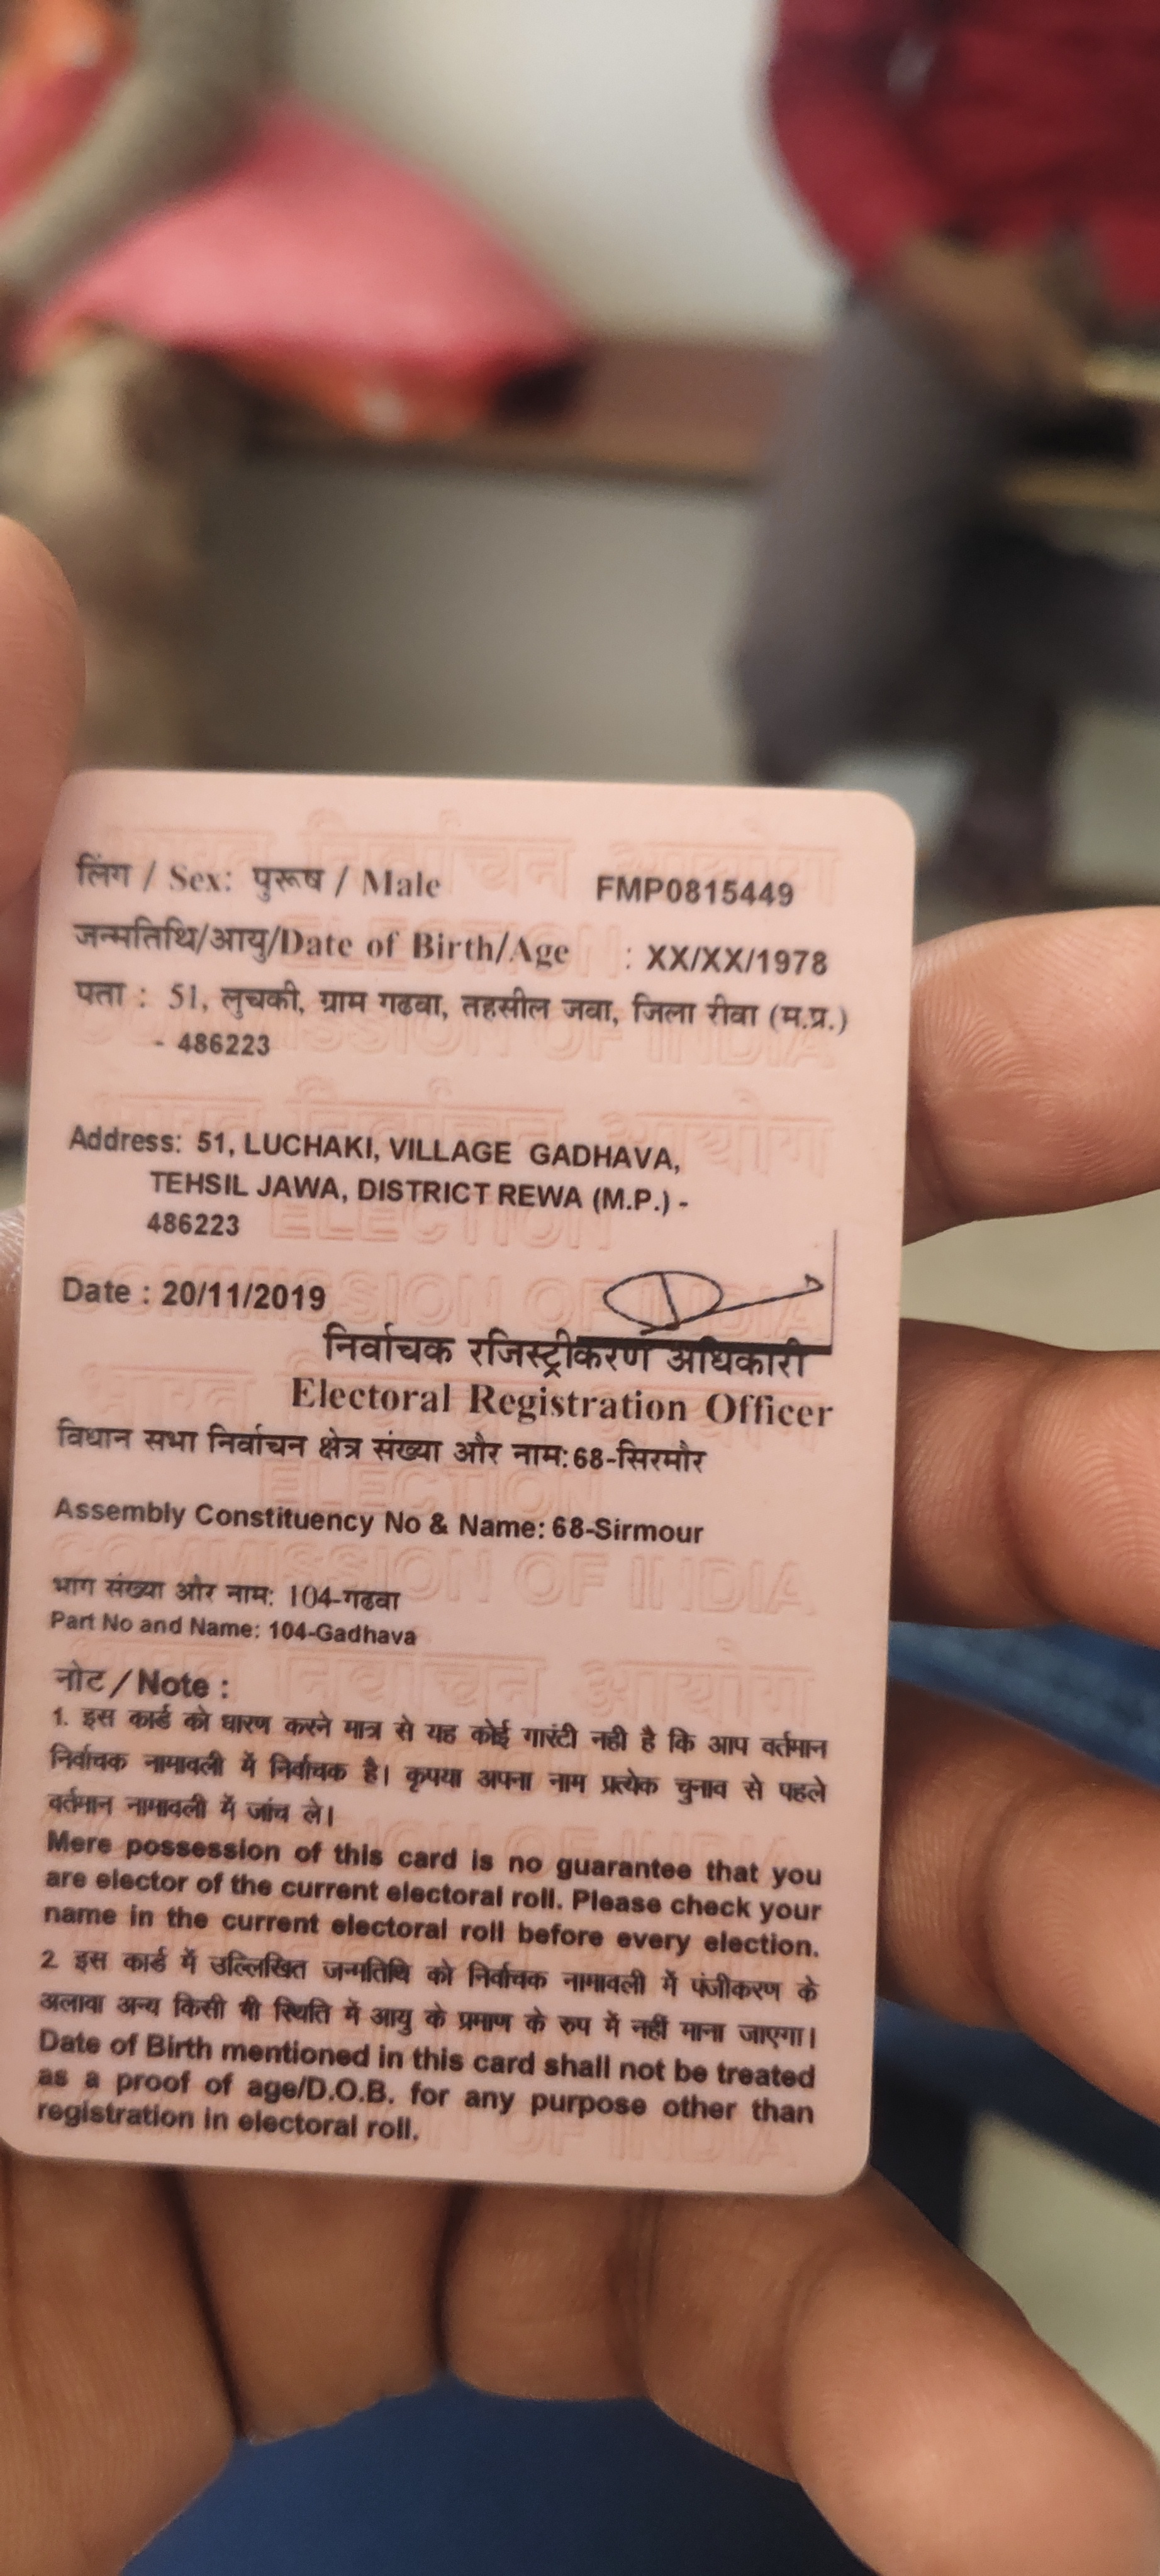 लिंग / Sex: पुरूष / Male FMP0815449
जन्मतिथि/आयु/Date of Birth/Age : XX/XX/1978
पता : 51, लुचकी, ग्राम गढवा, तहसील जवा, जिला रीवा (म.प्र.)
- 486223
Address: 51, LUCHAKI, VILLAGE GADHAVA,
TEHSIL JAWA, DISTRICT REWA (M.P.) -
486223
Date : 20/11/2019
निर्वाचक रजिस्ट्रीकरण अधिकारी
Electoral Registration Officer
विधान सभा निर्वाचन क्षेत्र संख्या और नाम: 68-सिरमौर
Assembly Constituency No & Name: 68-Sirmour
भाग संख्या और नाम: 104-गढवा
Part No and Name: 104-Gadhava
नोट / Note :
1. इस कार्ड को धारण करने मात्र से यह कोई गारंटी नही है कि आप वर्तमान
निर्वाचक नामावली में निर्वाचक है। कृपया अपना नाम प्रत्येक चुनाव से पहले
वर्तमान नामावली में जांच ले।
Mere possession of this card is no guarantee that you
are elector of the current electoral roll. Please check your
name in the current electoral roll before every election.
2. इस कार्ड में उल्लिखित जन्मतिथि को निर्वाचक नामावली में पंजीकरण के
अलावा अन्य किसी भी स्थिति में आयु के प्रमाण के रुप में नहीं माना जाएगा।
Date of Birth mentioned in this card shall not be treated
as a proof of age/D.O.B. for any purpose other than
registration in electoral roll.